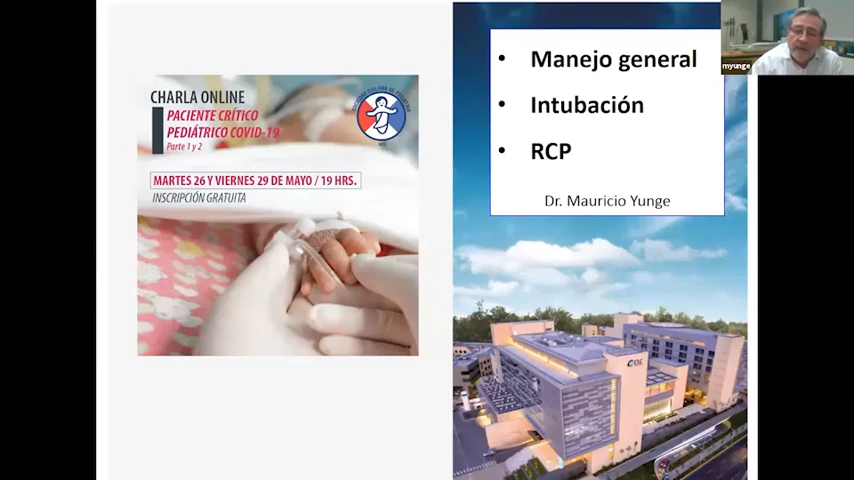 CHARLA ONLINE
PACIENTE CRÍTICO
PEDIÁTRICO COVID-19
Parte 1 y 2
MARTES 26 Y VIERNES 29 DE MAYO / 19 HRS.
INSCRIPCIÓN GRATUITA
• Manejo general
• Intubación
• RCP
Dr. Mauricio Yunge
myunge